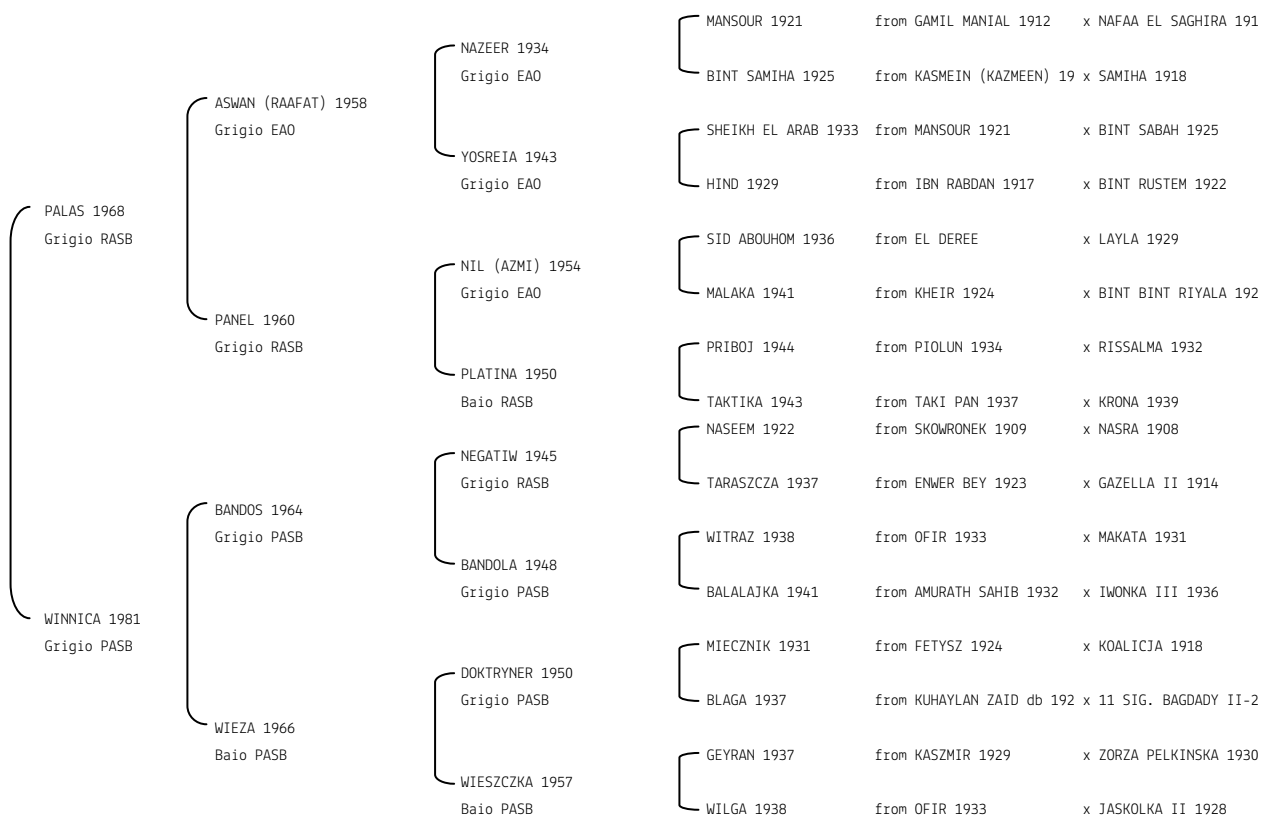 MANSOUR 1921 from GAMIL MANIAL 1912 x NAFAA EL SAGHIRA 191
NAZEER 1934
Grigio EAO
BINT SAMIHA 1925 from KASMEIN (KAZMEEN) 19 x SAMIHA 1918
ASWAN (RAAFAT) 1958
Grigio EAO
SHEIKH EL ARAB 1933 from MANSOUR 1921 x BINT SABAH 1925
YOSREIA 1943
Grigio EAO
HIND 1929 from IBN RABDAN 1917 x BINT RUSTEM 1922
PALAS 1968
Grigio RASB
SID ABOUHOM 1936 from EL DEREE x LAYLA 1929
NIL (AZMI) 1954
Grigio EAO
MALAKA 1941 from KHEIR 1924 x BINT BINT RIYALA 192
PANEL 1960
Grigio RASB
PRIBOJ 1944 from PIOLUN 1934 x RISSALMA 1932
PLATINA 1950
Baio RASB
TAKTIKA 1943 from TAKI PAN 1937 x KRONA 1939
NASEEM 1922 from SKOWRONEK 1909 x NASRA 1908
NEGATIW 1945
Grigio RASB
TARASZCZA 1937 from ENWER BEY 1923 x GAZELLA II 1914
BANDOS 1964
Grigio PASB
WITRAZ 1938 from OFIR 1933 x MAKATA 1931
BANDOLA 1948
Grigio PASB
BALALAJKA 1941 from AMURATH SAHIB 1932 x IWONKA III 1936
WINNICA 1981
Grigio PASB
MIECZNIK 1931 from FETYSZ 1924 x KOALICJA 1918
DOKTRYNER 1950
Grigio PASB
BLAGA 1937 from KUHAYLAN ZAID db 192 x 11 SIG. BAGDADY II-2
WIEZA 1966
Baio PASB
GEYRAN 1937 from KASZMIR 1929 x ZORZA PELKINSKA 1930
WIESZCZKA 1957
Baio PASB
WILGA 1938 from OFIR 1933 x JASKOLKA II 1928